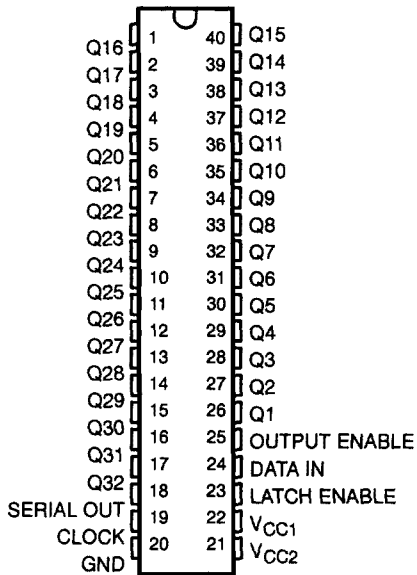 Q16 1 40 Q15
Q17 2 39 Q14
Q18 3 38 Q13
Q19 4 37 Q12
Q20 5 36 Q11
Q21 6 35 Q10
Q22 7 34 Q9
Q23 8 33 Q8
Q24 9 32 Q7
Q25 10 31 Q6
Q26 11 30 Q5
Q27 12 29 Q4
Q28 13 28 Q3
Q29 14 27 Q2
Q30 15 26 Q1
Q31 16 25 OUTPUT ENABLE
Q32 17 24 DATA IN
SERIAL OUT 18 23 LATCH ENABLE
CLOCK 19 22 VCC1
GND 20 21 VCC2